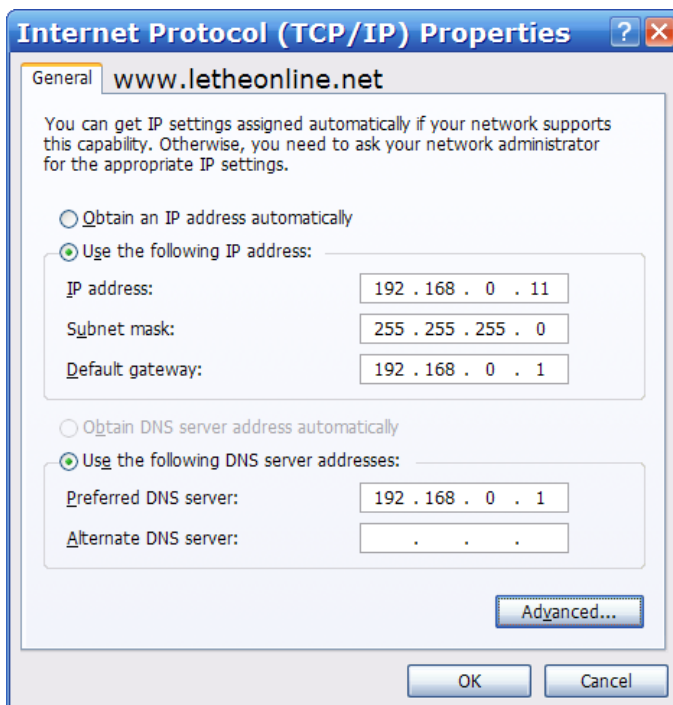 Internet Protocol (TCP/IP) Properties
General
www.letheonline.net
You can get IP settings assigned automatically if your network supports
this capability. Otherwise, you need to ask your network administrator
for the appropriate IP settings.
Obtain an IP address automatically
Use the following IP address:
IP address: 192 . 168 . 0 . 11
Subnet mask: 255 . 255 . 255 . 0
Default gateway: 192 . 168 . 0 . 1
Obtain DNS server address automatically
Use the following DNS server addresses:
Preferred DNS server: 192 . 168 . 0 . 1
Alternate DNS server: . . .
Advanced...
OK Cancel